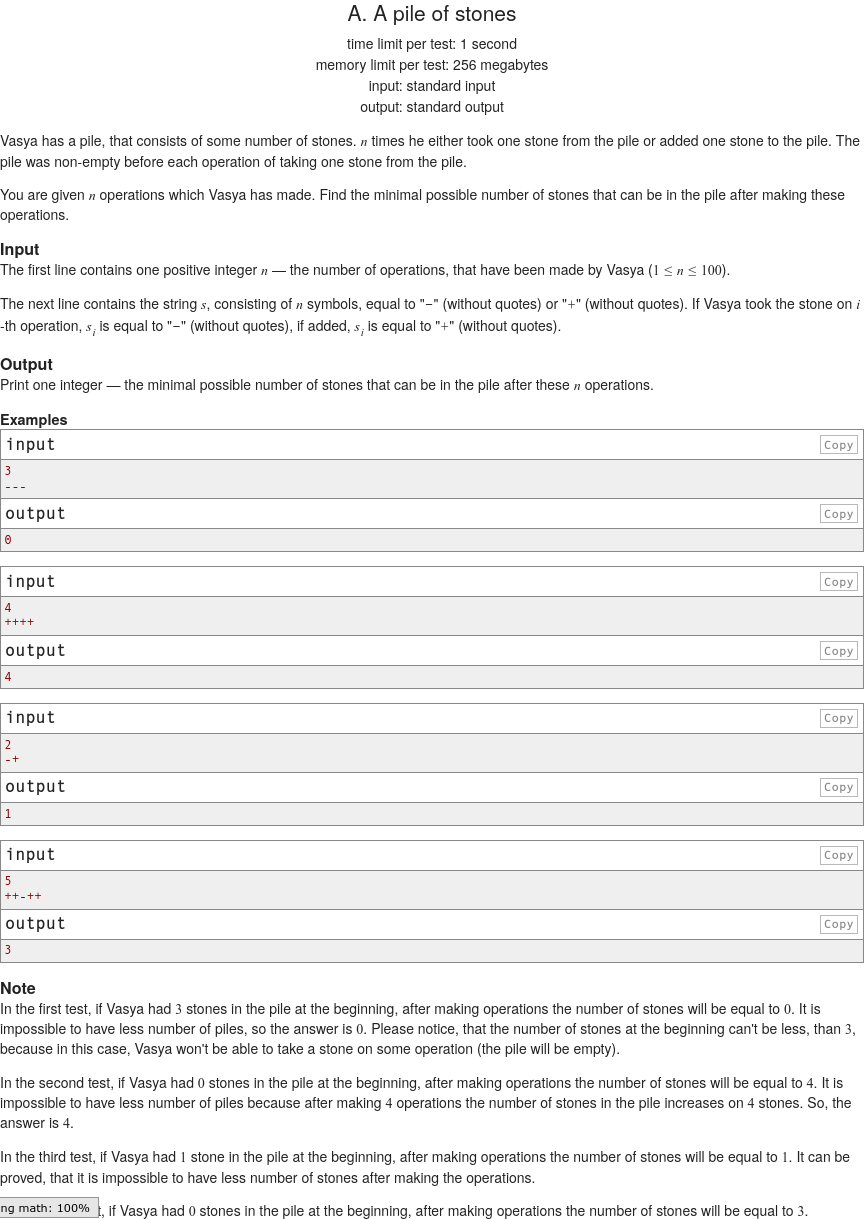 A. A pile of stones
time limit per test: 1 second
memory limit per test: 256 megabytes
input: standard input
output: standard output
Vasya has a pile, that consists of some number of stones. n times he either took one stone from the pile or added one stone to the pile. The
pile was non-empty before each operation of taking one stone from the pile.
You are given n operations which Vasya has made. Find the minimal possible number of stones that can be in the pile after making these
operations.
Input
The first line contains one positive integer n — the number of operations, that have been made by Vasya (1 ≤ n ≤ 100).
The next line contains the string s, consisting of n symbols, equal to "−" (without quotes) or "+" (without quotes). If Vasya took the stone on i
-th operation, s_i is equal to "−" (without quotes), if added, s_i is equal to "+" (without quotes).
Output
Print one integer — the minimal possible number of stones that can be in the pile after these n operations.
Examples
input Copy
3
---
output Copy
0
input Copy
4
++++
output Copy
4
input Copy
2
-+
output Copy
1
input Copy
5
++-++
output Copy
3
Note
In the first test, if Vasya had 3 stones in the pile at the beginning, after making operations the number of stones will be equal to 0. It is
impossible to have less number of piles, so the answer is 0. Please notice, that the number of stones at the beginning can't be less, than 3,
because in this case, Vasya won't be able to take a stone on some operation (the pile will be empty).
In the second test, if Vasya had 0 stones in the pile at the beginning, after making operations the number of stones will be equal to 4. It is
impossible to have less number of piles because after making 4 operations the number of stones in the pile increases on 4 stones. So, the
answer is 4.
In the third test, if Vasya had 1 stone in the pile at the beginning, after making operations the number of stones will be equal to 1. It can be
proved, that it is impossible to have less number of stones after making the operations.
ng math: 100% t, if Vasya had 0 stones in the pile at the beginning, after making operations the number of stones will be equal to 3.